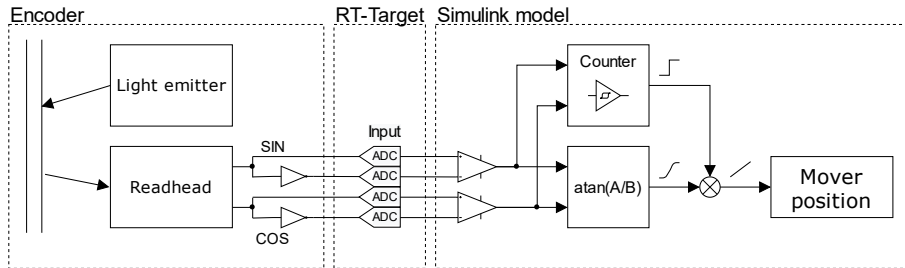 Encoder
RT-Target
Simulink model
Light emitter
Counter
Input
SIN
ADC
ADC
Readhead
ADC
ADC
COS
atan(A/B)
Mover
position